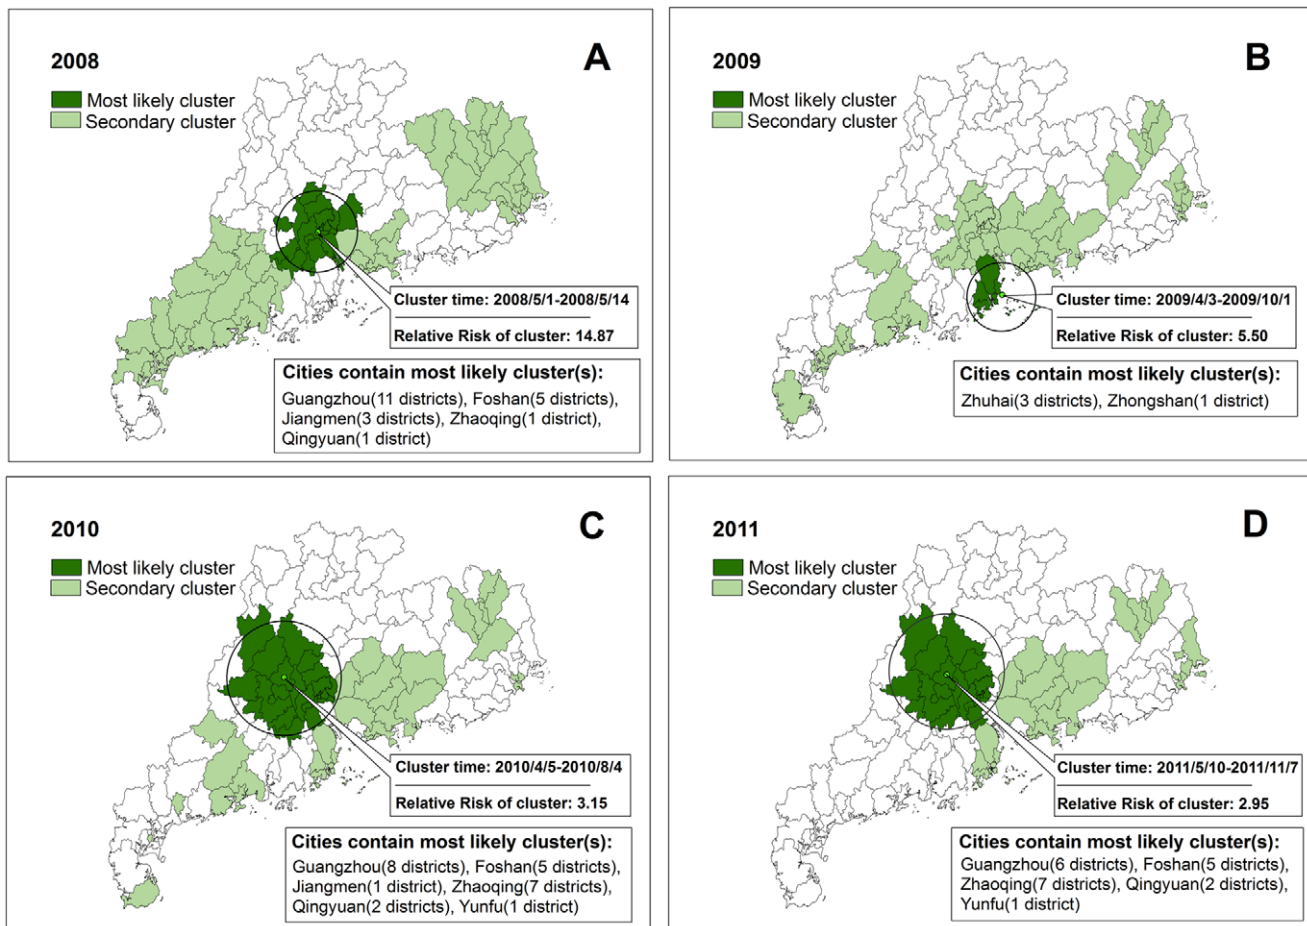 2008
A
Most likely cluster
Secondary cluster
Cluster time: 2008/5/1-2008/5/14
Relative Risk of cluster: 14.87
Cities contain most likely cluster(s):
Guangzhou(11 districts), Foshan(5 districts),
Jiangmen(3 districts), Zhaoqing(1 district),
Qingyuan(1 district)
2009
B
Most likely cluster
Secondary cluster
Cluster time: 2009/4/3-2009/10/1
Relative Risk of cluster: 5.50
Cities contain most likely cluster(s):
Zhuhai(3 districts), Zhongshan(1 district)
2010
C
Most likely cluster
Secondary cluster
Cluster time: 2010/4/5-2010/8/4
Relative Risk of cluster: 3.15
Cities contain most likely cluster(s):
Guangzhou(8 districts), Foshan(5 districts),
Jiangmen(1 district), Zhaoqing(7 districts),
Qingyuan(2 districts), Yunfu(1 district)
2011
D
Most likely cluster
Secondary cluster
Cluster time: 2011/5/10-2011/11/7
Relative Risk of cluster: 2.95
Cities contain most likely cluster(s):
Guangzhou(6 districts), Foshan(5 districts),
Zhaoqing(7 districts), Qingyuan(2 districts),
Yunfu(1 district)